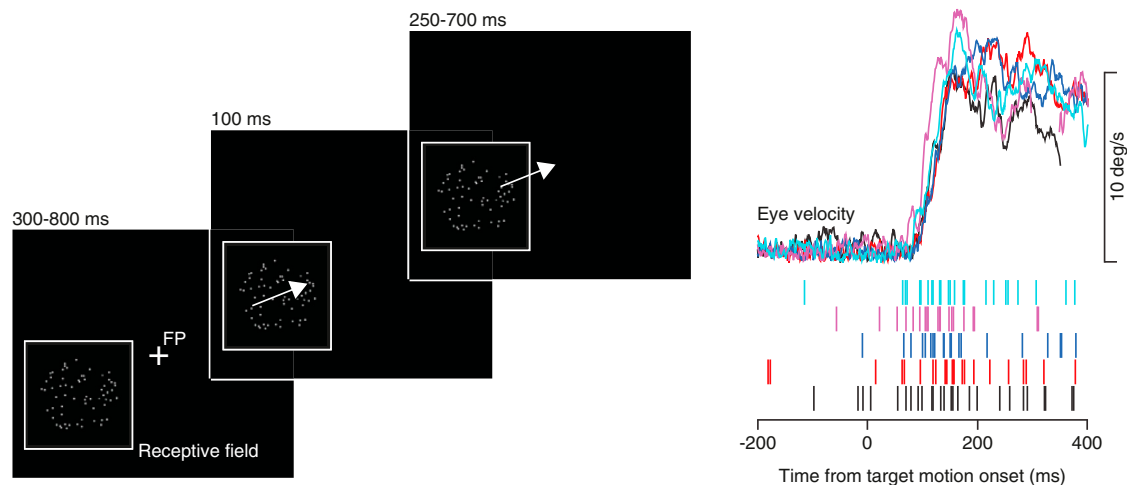 250-700 ms
100 ms
300-800 ms
FP
Receptive field
Eye velocity
10 deg/s
-200
0
200
400
Time from target motion onset (ms)